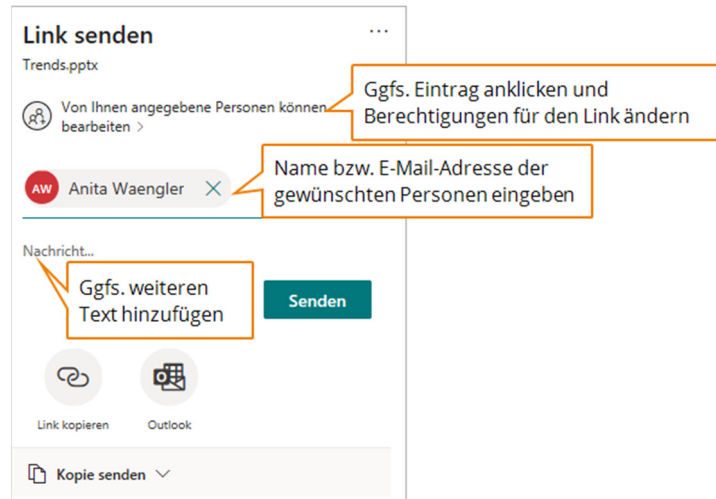 Link senden
Trends.pptx
Von Ihnen angegebene Personen können
bearbeiten >
Ggfs. Eintrag anklicken und
Berechtigungen für den Link ändern
AW Anita Waengler
Name bzw. E-Mail-Adresse der
gewünschten Personen eingeben
Nachricht...
Ggfs. weiteren
Text hinzufügen
Senden
Link kopieren
Outlook
Kopie senden